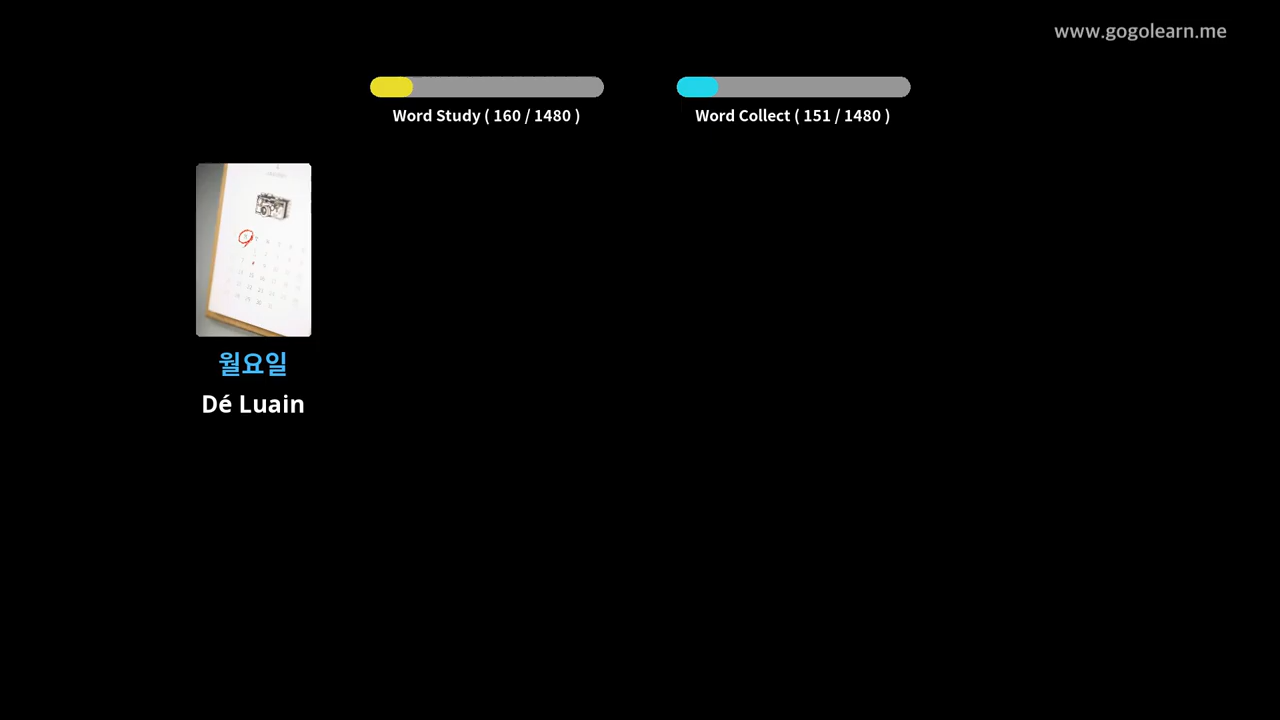 www.gogolearn.me
Word Study ( 160 / 1480 )
Word Collect ( 151 / 1480 )
월요일
Dé Luain